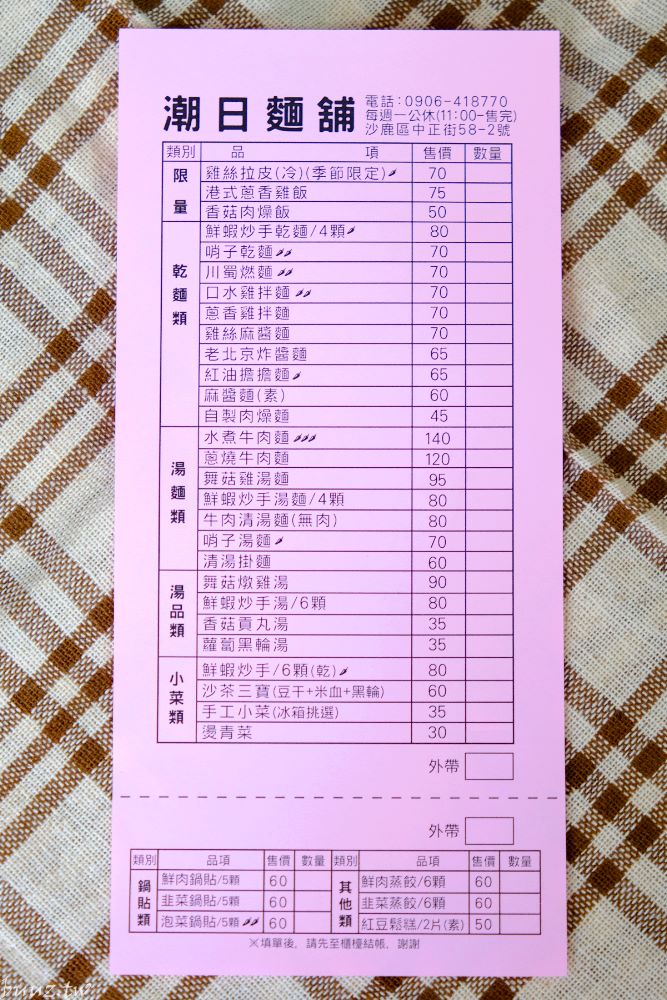 潮日麵舖
電話:0906-418770
每週一公休(11:00-售完)
沙鹿區中正街58-2號
類別 品項 售價 數量
限量
雞絲拉皮(冷)(季節限定) 70
港式蔥香雞飯 75
香菇肉燥飯 50
乾麵類
鮮蝦炒手乾麵/4顆 80
哨子乾麵 70
川蜀燃麵 70
口水雞拌麵 70
蔥香雞拌麵 70
雞絲麻醬麵 70
老北京炸醬麵 65
紅油擔擔麵 65
麻醬麵(素) 60
自製肉燥麵 45
湯麵類
水煮牛肉麵 140
蔥燒牛肉麵 120
舞菇雞湯麵 95
鮮蝦炒手湯麵/4顆 80
牛肉清湯麵(無肉) 80
哨子湯麵 70
清湯掛麵 60
湯品類
舞菇燉雞湯 90
鮮蝦炒手湯/6顆 80
香菇貢丸湯 35
蘿蔔黑輪湯 35
小菜類
鮮蝦炒手/6顆(乾) 80
沙茶三寶(豆干+米血+黑輪) 60
手工小菜(冰箱挑選) 35
燙青菜 30
外帶
外帶
類別 品項 售價 數量 類別 品項 售價 數量
鍋貼類
鮮肉鍋貼/5顆 60
韭菜鍋貼/5顆 60
泡菜鍋貼/5顆 60
其他類
鮮肉蒸餃/6顆 60
韭菜蒸餃/6顆 60
紅豆鬆糕/2片(素) 50
※填單後，請先至櫃檯結帳，謝謝